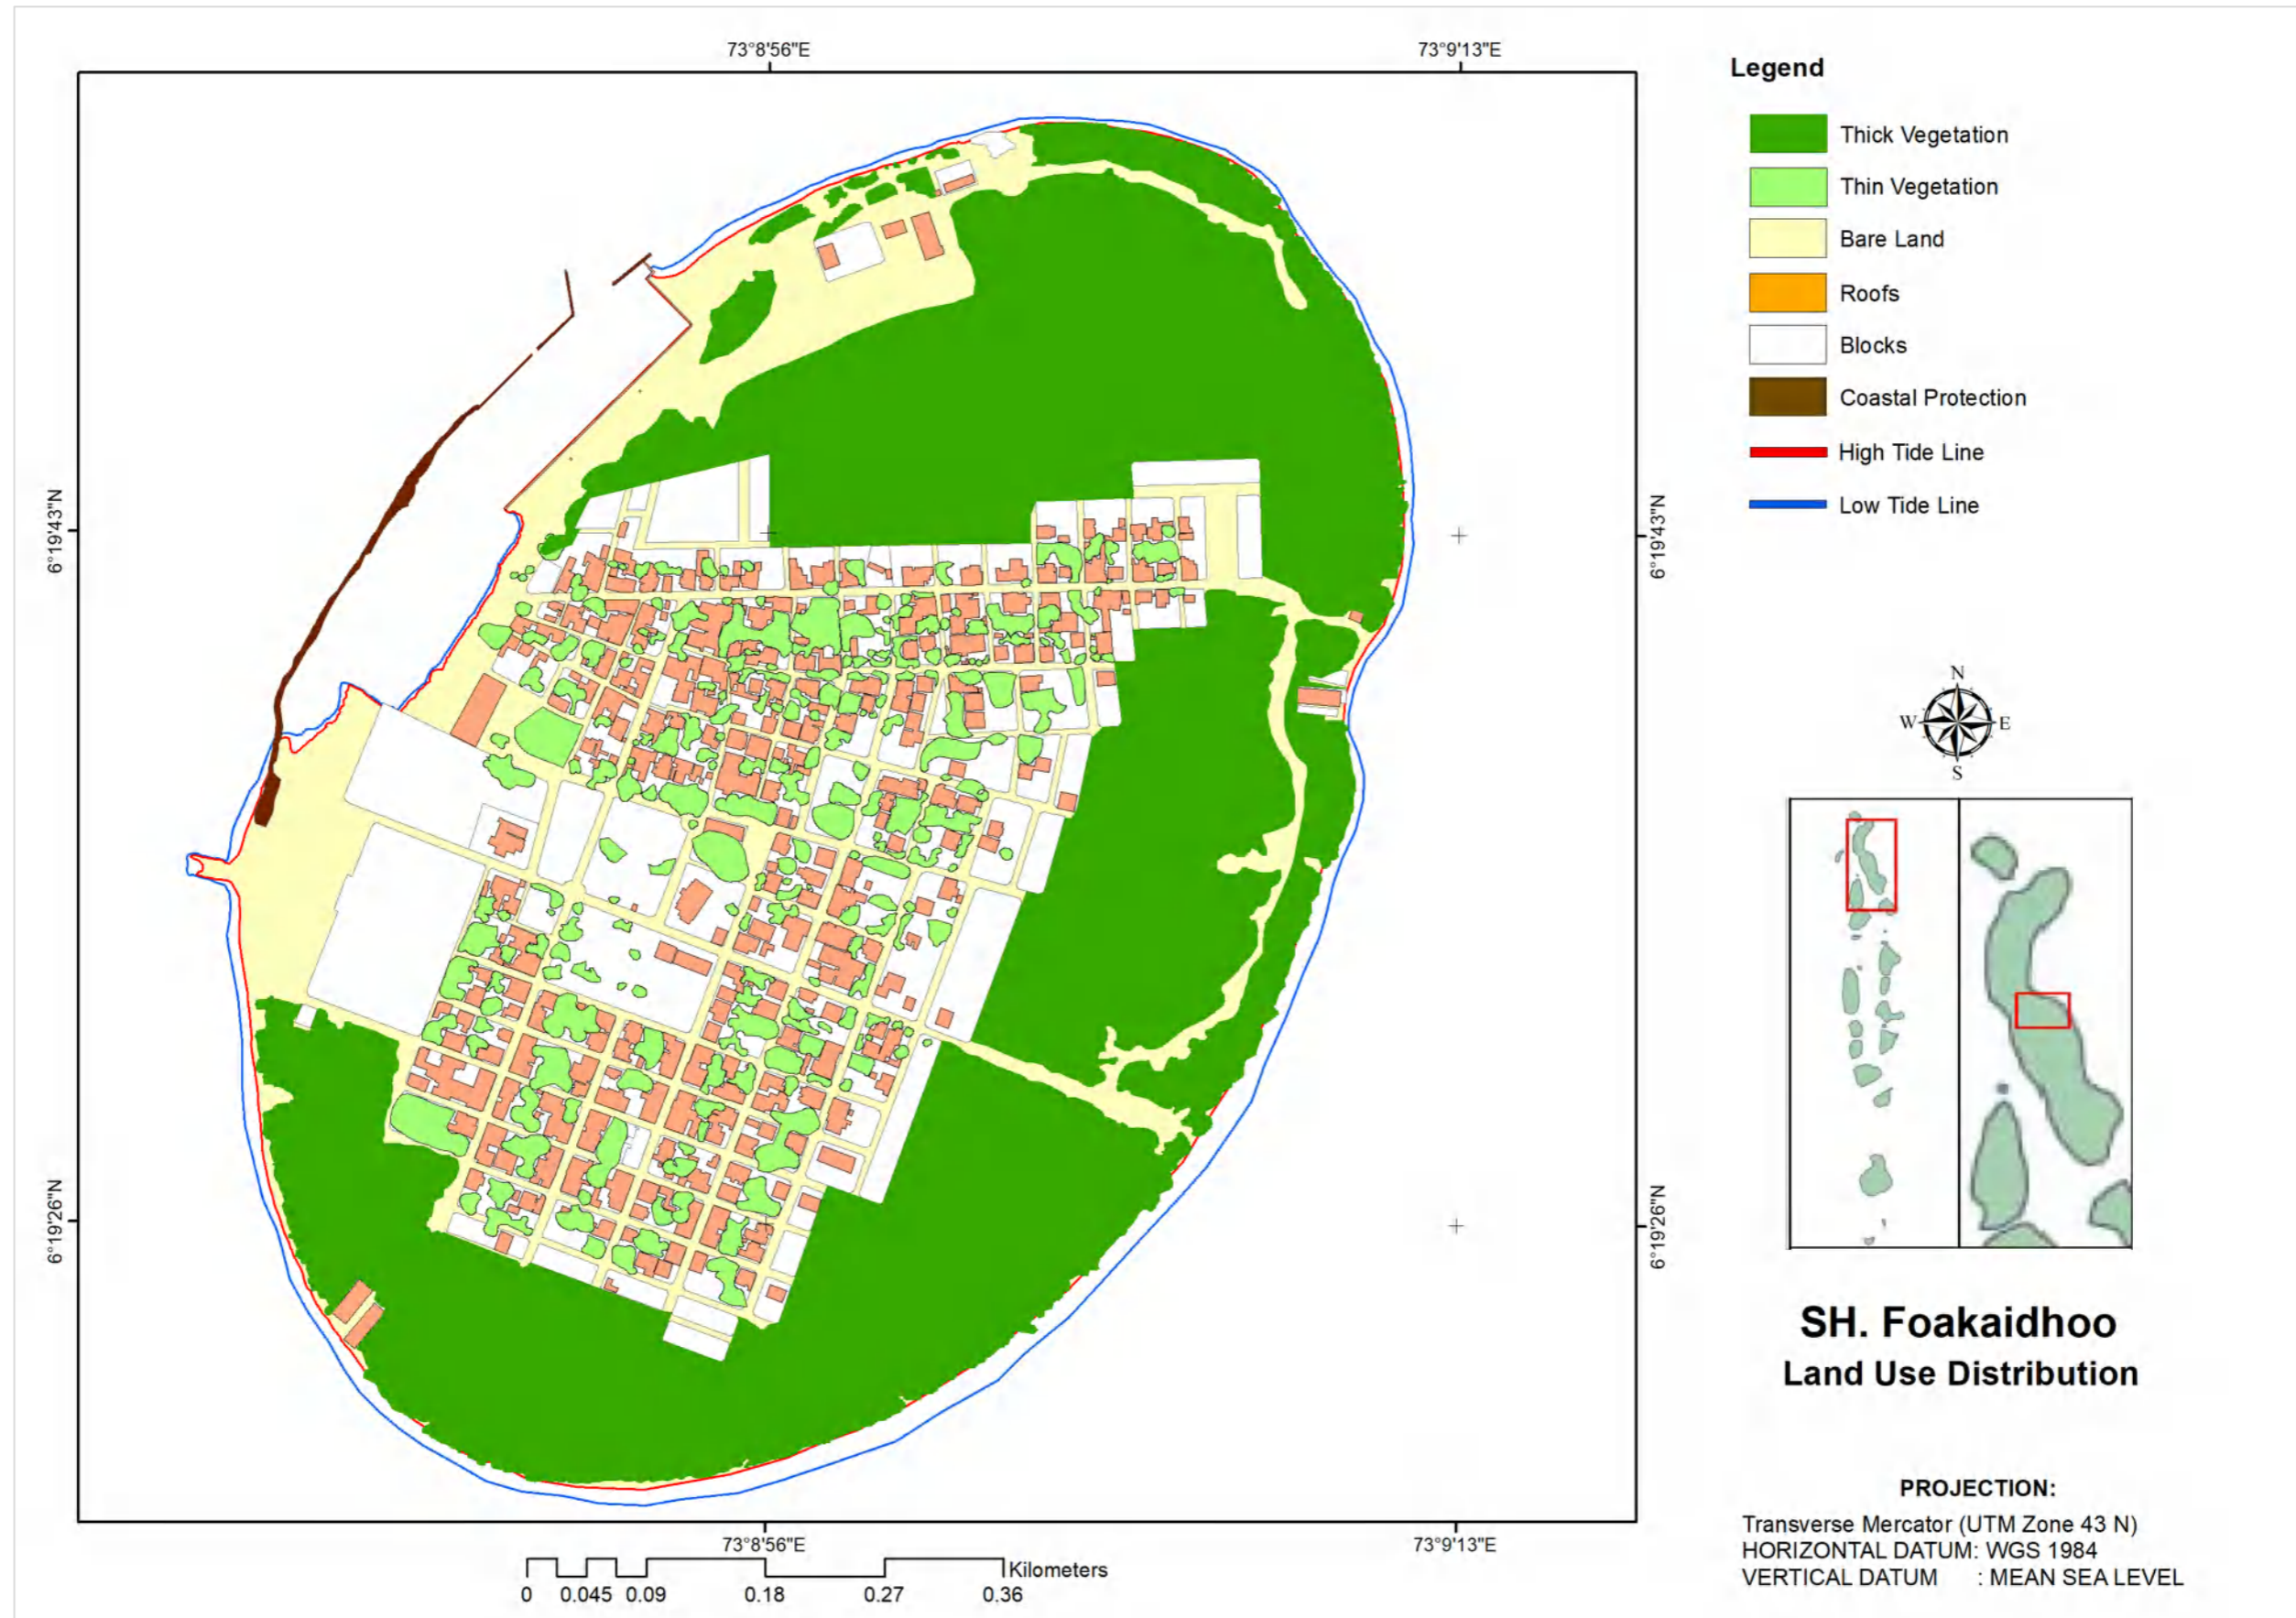 73°8'56"E
73°9'13"E
6°19'43"N
6°19'43"N
6°19'26"N
6°19'26"N
73°8'56"E
73°9'13"E
0 0.045 0.09 0.18 0.27 0.36
Kilometers
Legend
Thick Vegetation
Thin Vegetation
Bare Land
Roofs
Blocks
Coastal Protection
High Tide Line
Low Tide Line
N
W E
S
SH. Foakaidhoo
Land Use Distribution
PROJECTION:
Transverse Mercator (UTM Zone 43 N)
HORIZONTAL DATUM: WGS 1984
VERTICAL DATUM : MEAN SEA LEVEL